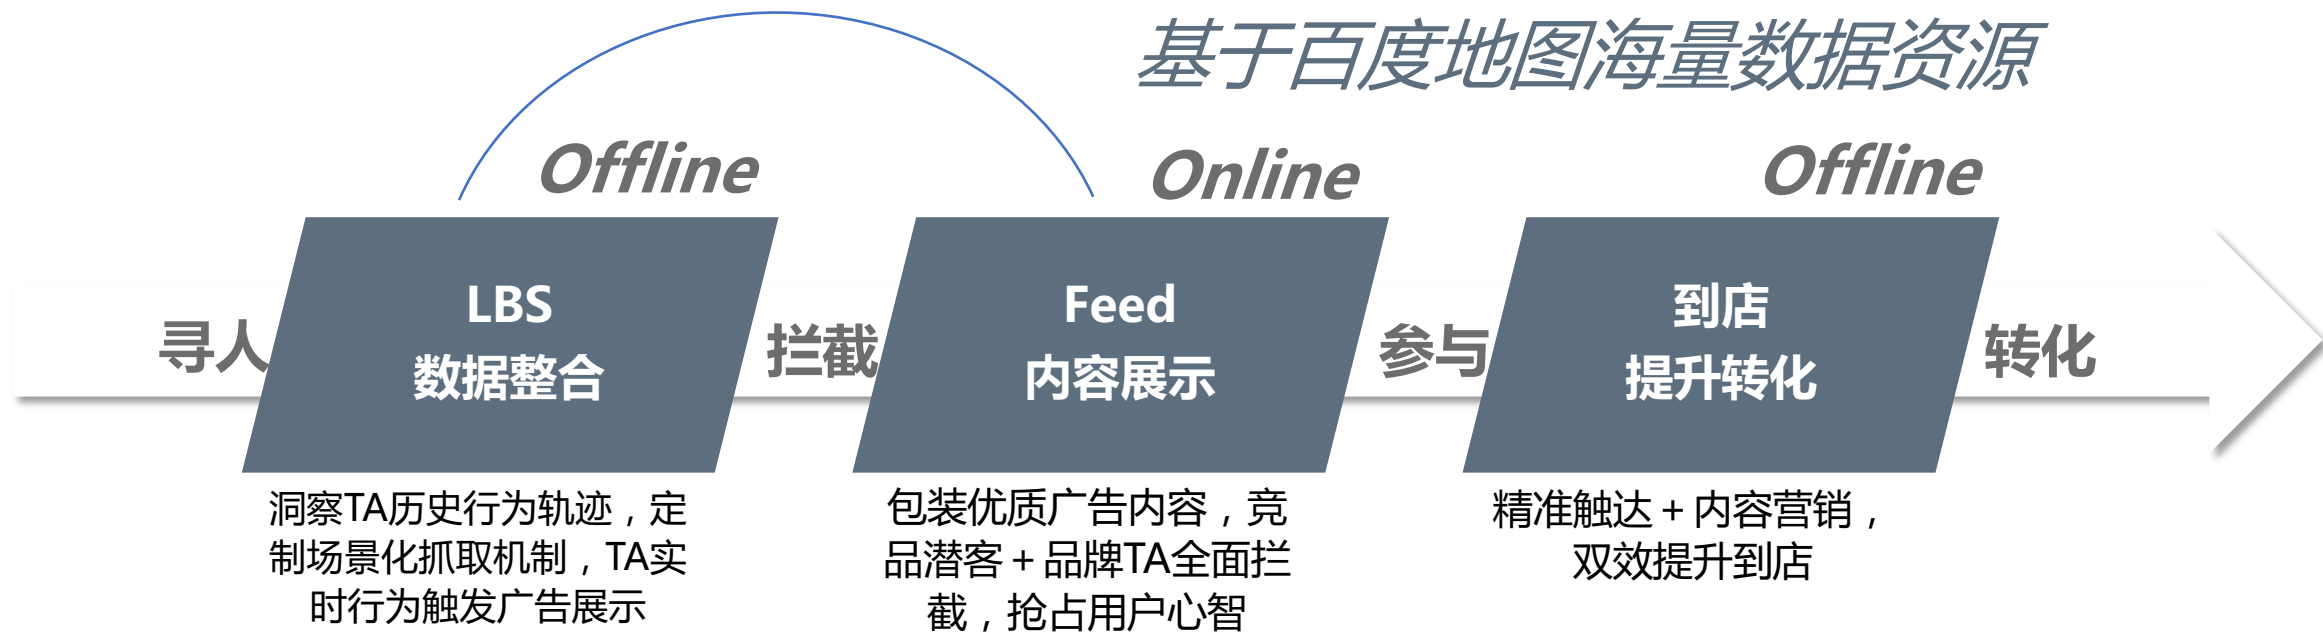 基于百度地图海量数据资源
Offline
Online
Offline
寻人
LBS
数据整合
拦截
Feed
内容展示
参与
到店
提升转化
转化
洞察TA历史行为轨迹，定
制场景化抓取机制，TA实
时行为触发广告展示
包装优质广告内容，竞
品潜客＋品牌TA全面拦
截，抢占用户心智
精准触达＋内容营销，
双效提升到店